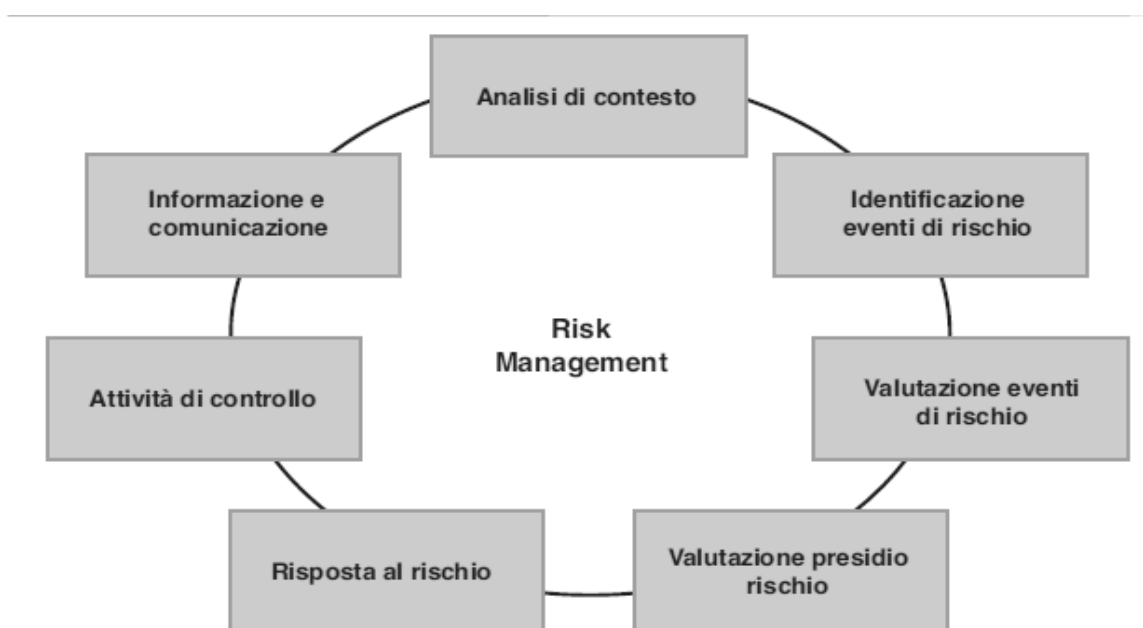 Analisi di contesto
Informazione e
comunicazione
Identificazione
eventi di rischio
Risk
Management
Attività di controllo
Valutazione eventi
di rischio
Risposta al rischio
Valutazione presidio
rischio